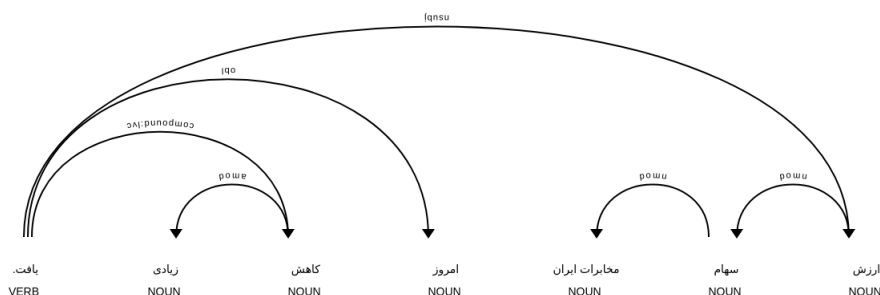 nsubj
obl
compound:lvc
amod nmod nmod
ارزش سهام مخابرات ایران امروز کاهش زیادی یافت.
VERB NOUN NOUN NOUN NOUN NOUN NOUN